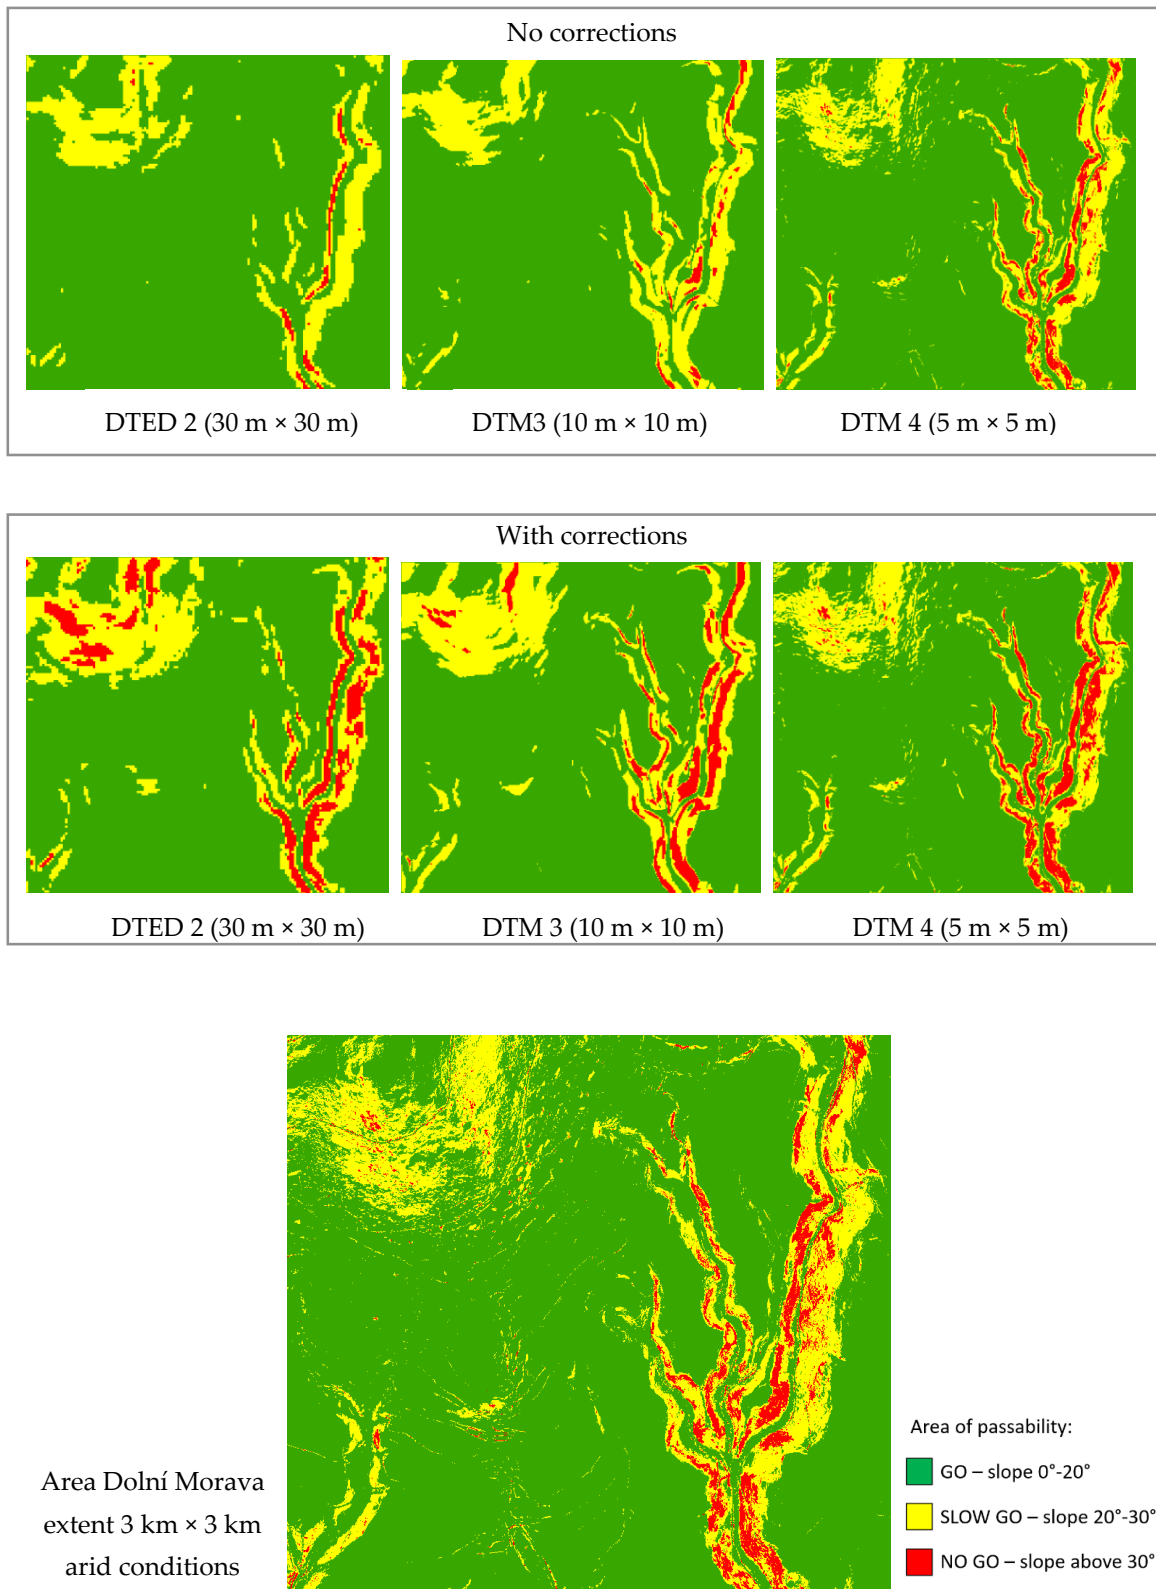 No corrections
DTED 2 (30 m × 30 m)
DTM3 (10 m × 10 m)
DTM 4 (5 m × 5 m)
With corrections
DTED 2 (30 m × 30 m)
DTM 3 (10 m × 10 m)
DTM 4 (5 m × 5 m)
Area Dolní Morava
extent 3 km × 3 km
arid conditions
Area of passability:
GO – slope 0°-20°
SLOW GO – slope 20°-30°
NO GO – slope above 30°